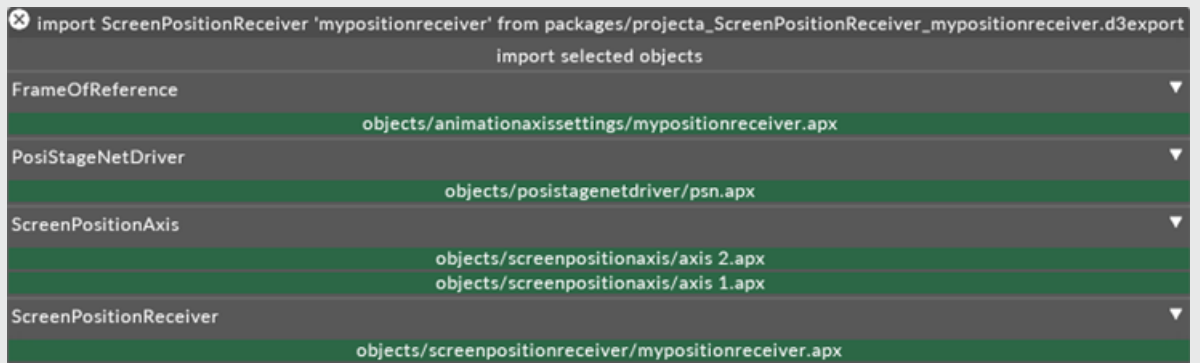 import ScreenPositionReceiver 'mypositionreceiver' from packages/projecta_ScreenPositionReceiver_mypositionreceiver.d3export
import selected objects
FrameOfReference
objects/animationaxissettings/mypositionreceiver.apx
PosiStageNetDriver
objects/posistagenetdriver/psn.apx
ScreenPositionAxis
objects/screenpositionaxis/axis 2.apx
objects/screenpositionaxis/axis 1.apx
ScreenPositionReceiver
objects/screenpositionreceiver/mypositionreceiver.apx